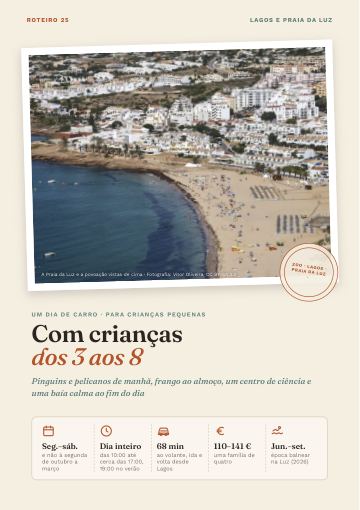 ROTEIRO 25
LAGOS E PRAIA DA LUZ
A Praia da Luz e a povoação vistas de cima · Fotografia: Vitor Oliveira, CC
ZOO · LAGOS ·
PRAIA DA LUZ
UM DIA DE CARRO · PARA CRIANÇAS PEQUENAS
Com crianças
dos 3 aos 8
Pinguins e pelicanos de manhã, frango ao almoço, um centro de ciência e
uma baía calma ao fim do dia
Seg.–sáb.
e não à segunda
de outubro a
março
Dia inteiro
das 10:00 até
cerca das 17:00,
19:00 no verão
68 min
ao volante, ida e
volta desde
Lagos
110–141 €
uma família de
quatro
Jun.–set.
época balnear
na Luz (2026)